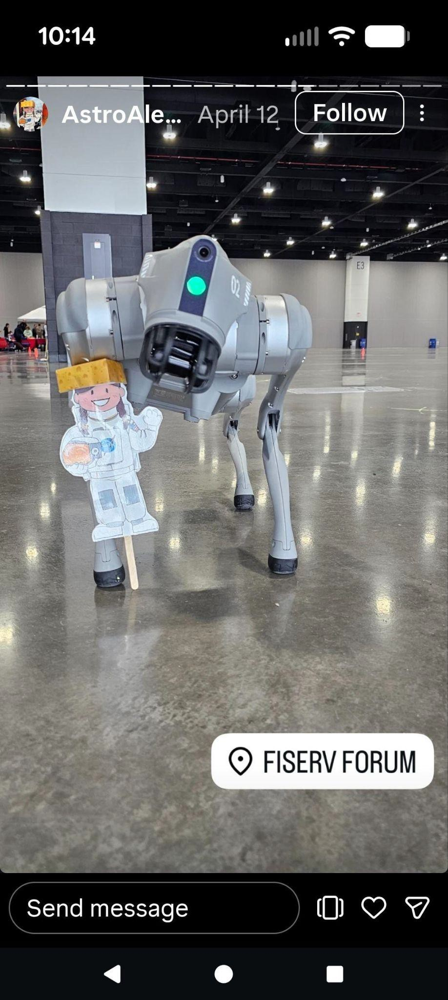 10:14
AstroAle... April 12 Follow
02
E3
FISERV FORUM
Send message